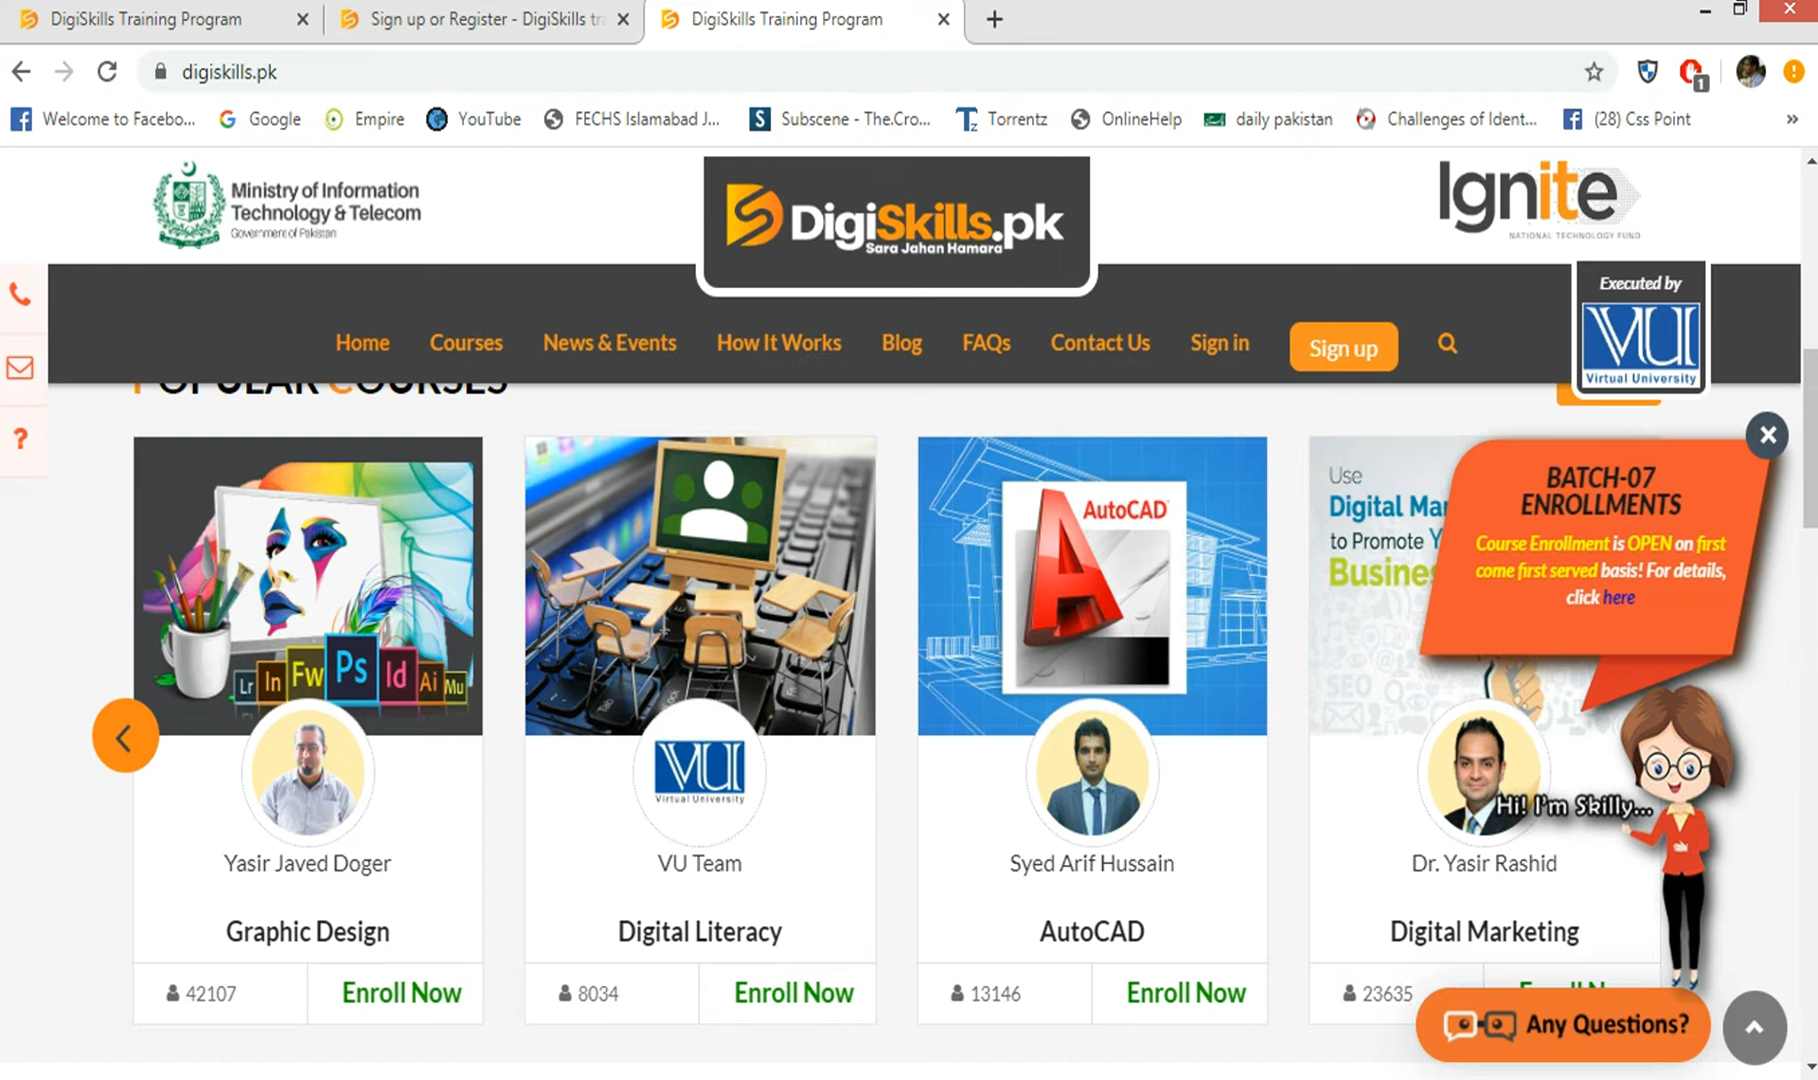 DigiSkills Training Program
Sign up or Register - DigiSkills tra
DigiSkills Training Program
digiskills.pk
1
Welcome to Facebo...
Google
Empire
YouTube
FECHS Islamabad J...
Subscene - The.Cro...
Torrentz
OnlineHelp
daily pakistan
Challenges of Ident...
(28) Css Point
Ministry of Information
Technology & Telecom
Government of Pakistan
DigiSkills.pk
Sara Jahan Hamara
Ignite
NATIONAL TECHNOLOGY FUND
Executed by
VU
Virtual University
Home
Courses
News & Events
How It Works
Blog
FAQs
Contact Us
Sign in
Sign up
POPULAR COURSES
Lr In Fw Ps Id Ai Mu
AutoCAD
Use
Digital Mar
to Promote Y
Busines
SEO
BATCH-07
ENROLLMENTS
Course Enrollment is OPEN on first
come first served basis! For details,
click here
VU
Virtual University
Hi! I'm Skilly...
Yasir Javed Doger
VU Team
Syed Arif Hussain
Dr. Yasir Rashid
Graphic Design
Digital Literacy
AutoCAD
Digital Marketing
42107
Enroll Now
8034
Enroll Now
13146
Enroll Now
23635
Any Questions?